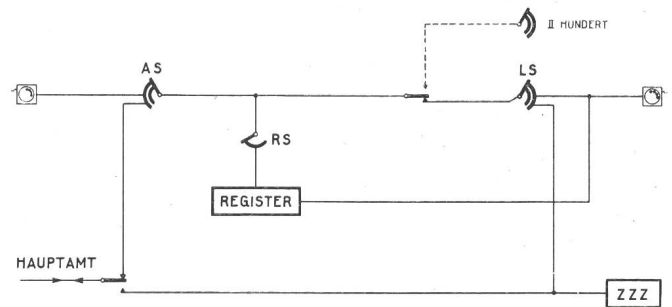 II HUNDERT
AS
LS
RS
REGISTER
HAUPTAMT
ZZZ